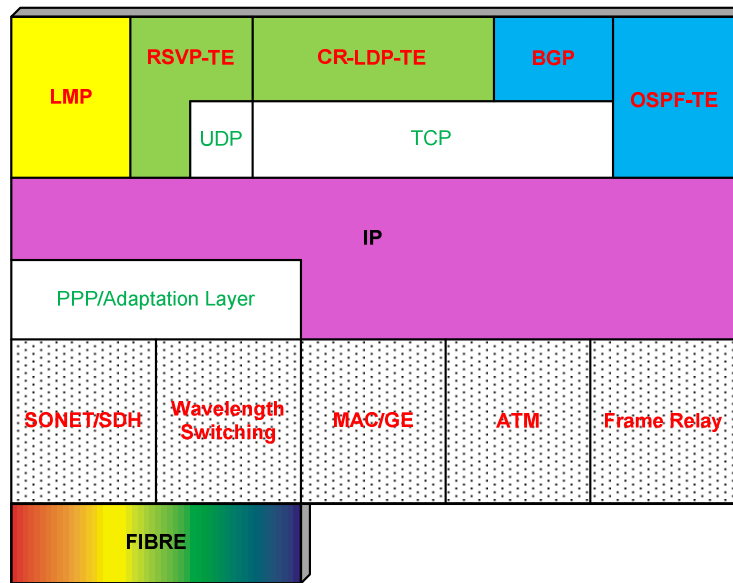 LMP
RSVP-TE
CR-LDP-TE
BGP
OSPF-TE
UDP
TCP
IP
PPP/Adaptation Layer
SONET/SDH
Wavelength
Switching
MAC/GE
ATM
Frame Relay
FIBRE